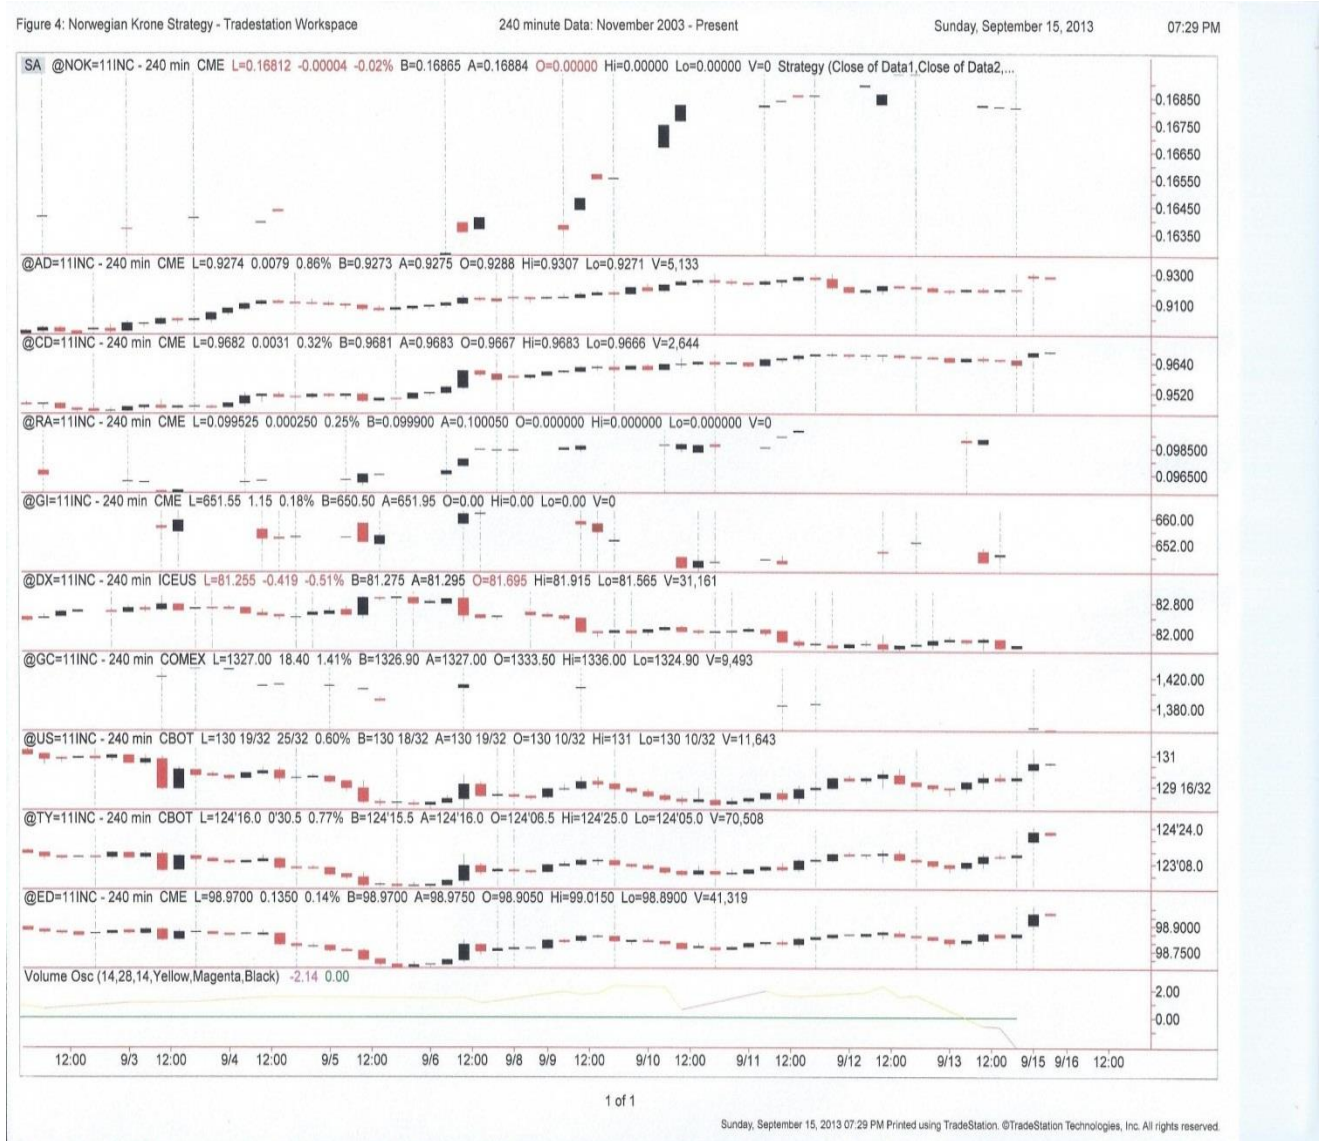 Figure 4: Norwegian Krone Strategy - Tradestation Workspace 240 minute Data: November 2003 - Present Sunday, September 15, 2013 07:29 PM
SA @NOK=11INC - 240 min CME L=0.16812 -0.00004 -0.02% B=0.16865 A=0.16884 O=0.00000 Hi=0.00000 Lo=0.00000 V=0 Strategy (Close of Data1,Close of Data2,...
0.16850
0.16750
0.16650
0.16550
0.16450
0.16350
@AD=11INC - 240 min CME L=0.9274 0.0079 0.86% B=0.9273 A=0.9275 O=0.9288 Hi=0.9307 Lo=0.9271 V=5,133
0.9300
0.9100
@CD=11INC - 240 min CME L=0.9682 0.0031 0.32% B=0.9681 A=0.9683 O=0.9667 Hi=0.9683 Lo=0.9666 V=2,644
0.9640
0.9520
@RA=11INC - 240 min CME L=0.099525 0.000250 0.25% B=0.099900 A=0.100050 O=0.000000 Hi=0.000000 Lo=0.000000 V=0
0.098500
0.096500
@GI=11INC - 240 min CME L=651.55 1.15 0.18% B=650.50 A=651.95 O=0.00 Hi=0.00 Lo=0.00 V=0
660.00
652.00
@DX=11INC - 240 min ICEUS L=81.255 -0.419 -0.51% B=81.275 A=81.295 O=81.695 Hi=81.915 Lo=81.565 V=31,161
82.800
82.000
@GC=11INC - 240 min COMEX L=1327.00 18.40 1.41% B=1326.90 A=1327.00 O=1333.50 Hi=1336.00 Lo=1324.90 V=9,493
1,420.00
1,380.00
@US=11INC - 240 min CBOT L=130 19/32 25/32 0.60% B=130 18/32 A=130 19/32 O=130 10/32 Hi=131 Lo=130 10/32 V=11,643
131
129 16/32
@TY=11INC - 240 min CBOT L=124'16.0 0'30.5 0.77% B=124'15.5 A=124'16.0 O=124'06.5 Hi=124'25.0 Lo=124'05.0 V=70,508
124'24.0
123'08.0
@ED=11INC - 240 min CME L=98.9700 0.1350 0.14% B=98.9700 A=98.9750 O=98.9050 Hi=99.0150 Lo=98.8900 V=41,319
98.9000
98.7500
Volume Osc (14,28,14,Yellow,Magenta,Black) -2.14 0.00
2.00
0.00
12:00 9/3 12:00 9/4 12:00 9/5 12:00 9/6 12:00 9/8 9/9 12:00 9/10 12:00 9/11 12:00 9/12 12:00 9/13 12:00 9/15 9/16 12:00
1 of 1
Sunday, September 15, 2013 07:29 PM Printed using TradeStation. ©TradeStation Technologies, Inc. All rights reserved.